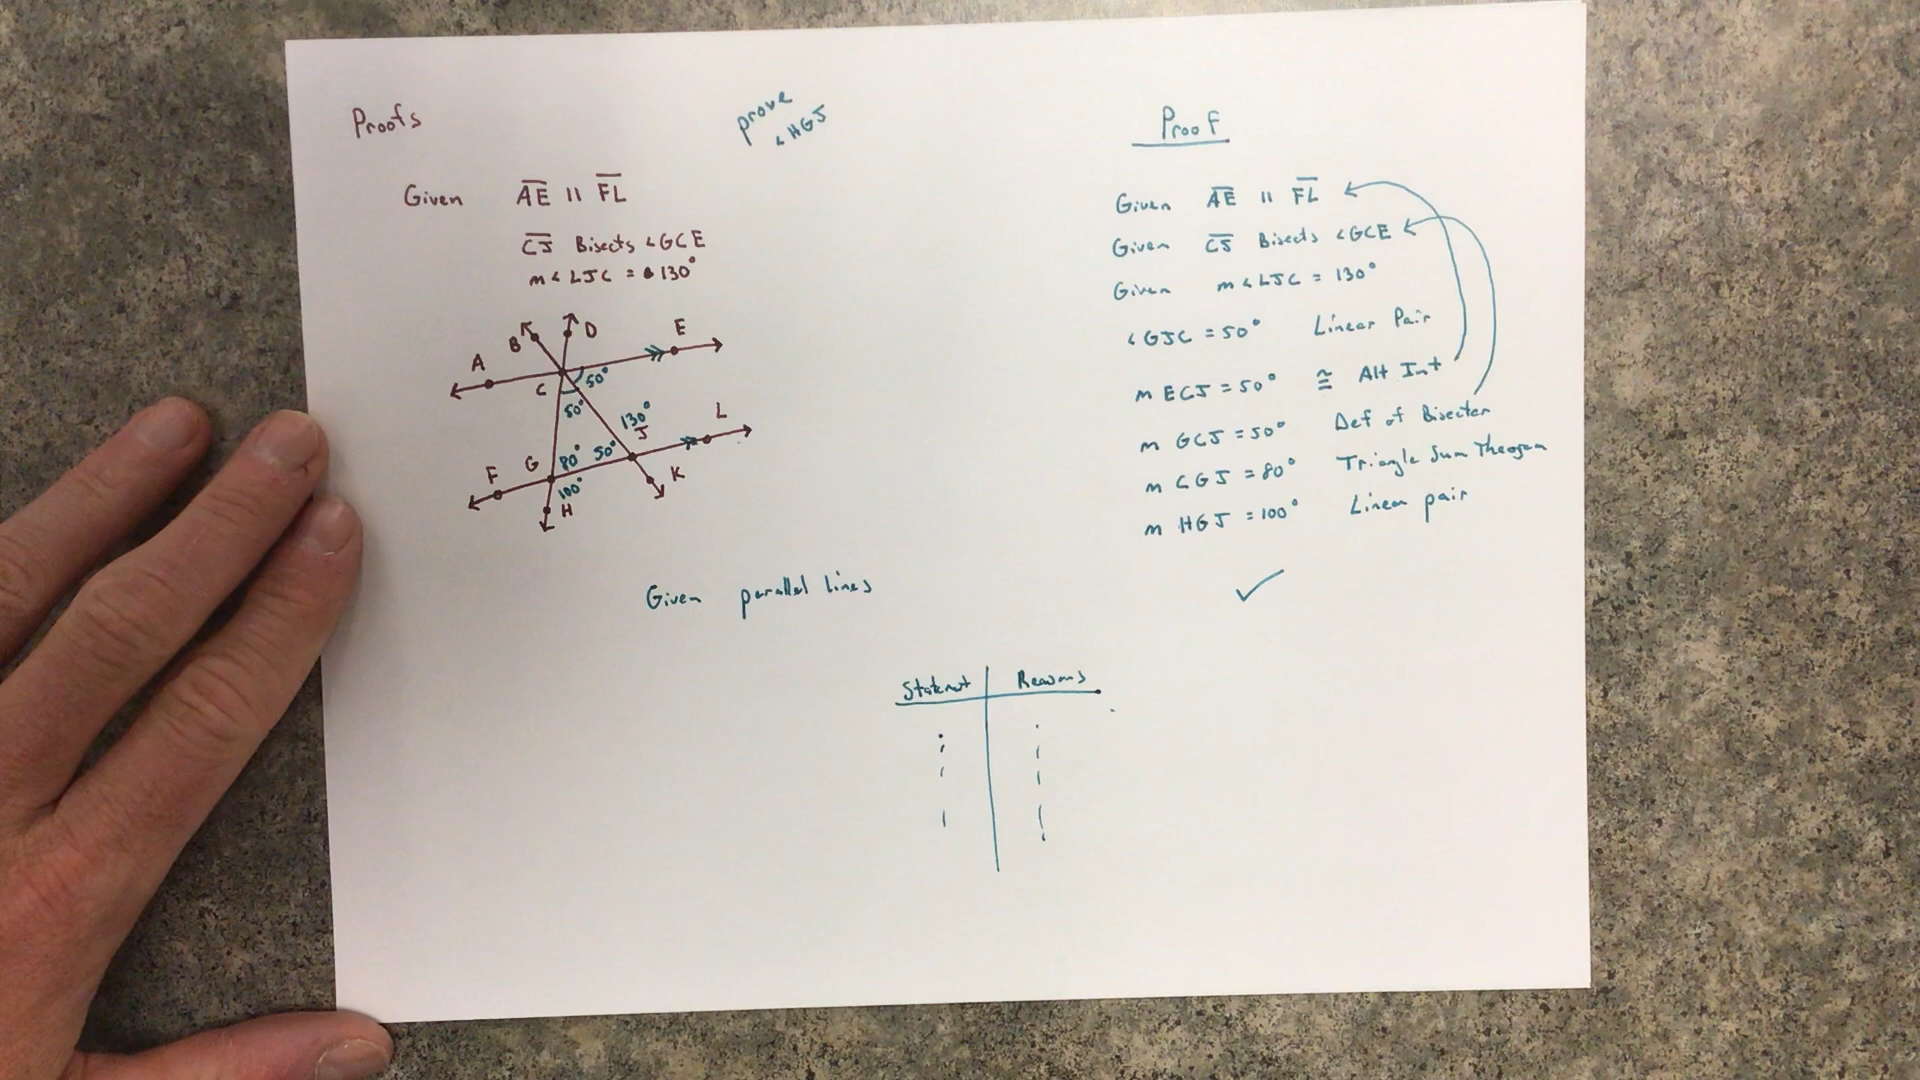 Proofs
prove
∠HGJ
Given AE || FL
CJ Bisects ∠GCE
m∠LJC = 130°
B
D
E
A
C
50°
50°
130°
J
L
F
G
80°
50°
K
100°
H
Given parallel lines
Proof
Given AE || FL
Given CJ Bisects ∠GCE
Given m∠LJC = 130°
∠GJC = 50° Linear Pair
m ECJ = 50° ≅ Alt Int
m GCJ = 50° Def of Bisecter
m CGJ = 80° Triangle Sum Theorem
m HGJ = 100° Linear pair
Statemnt Reasons